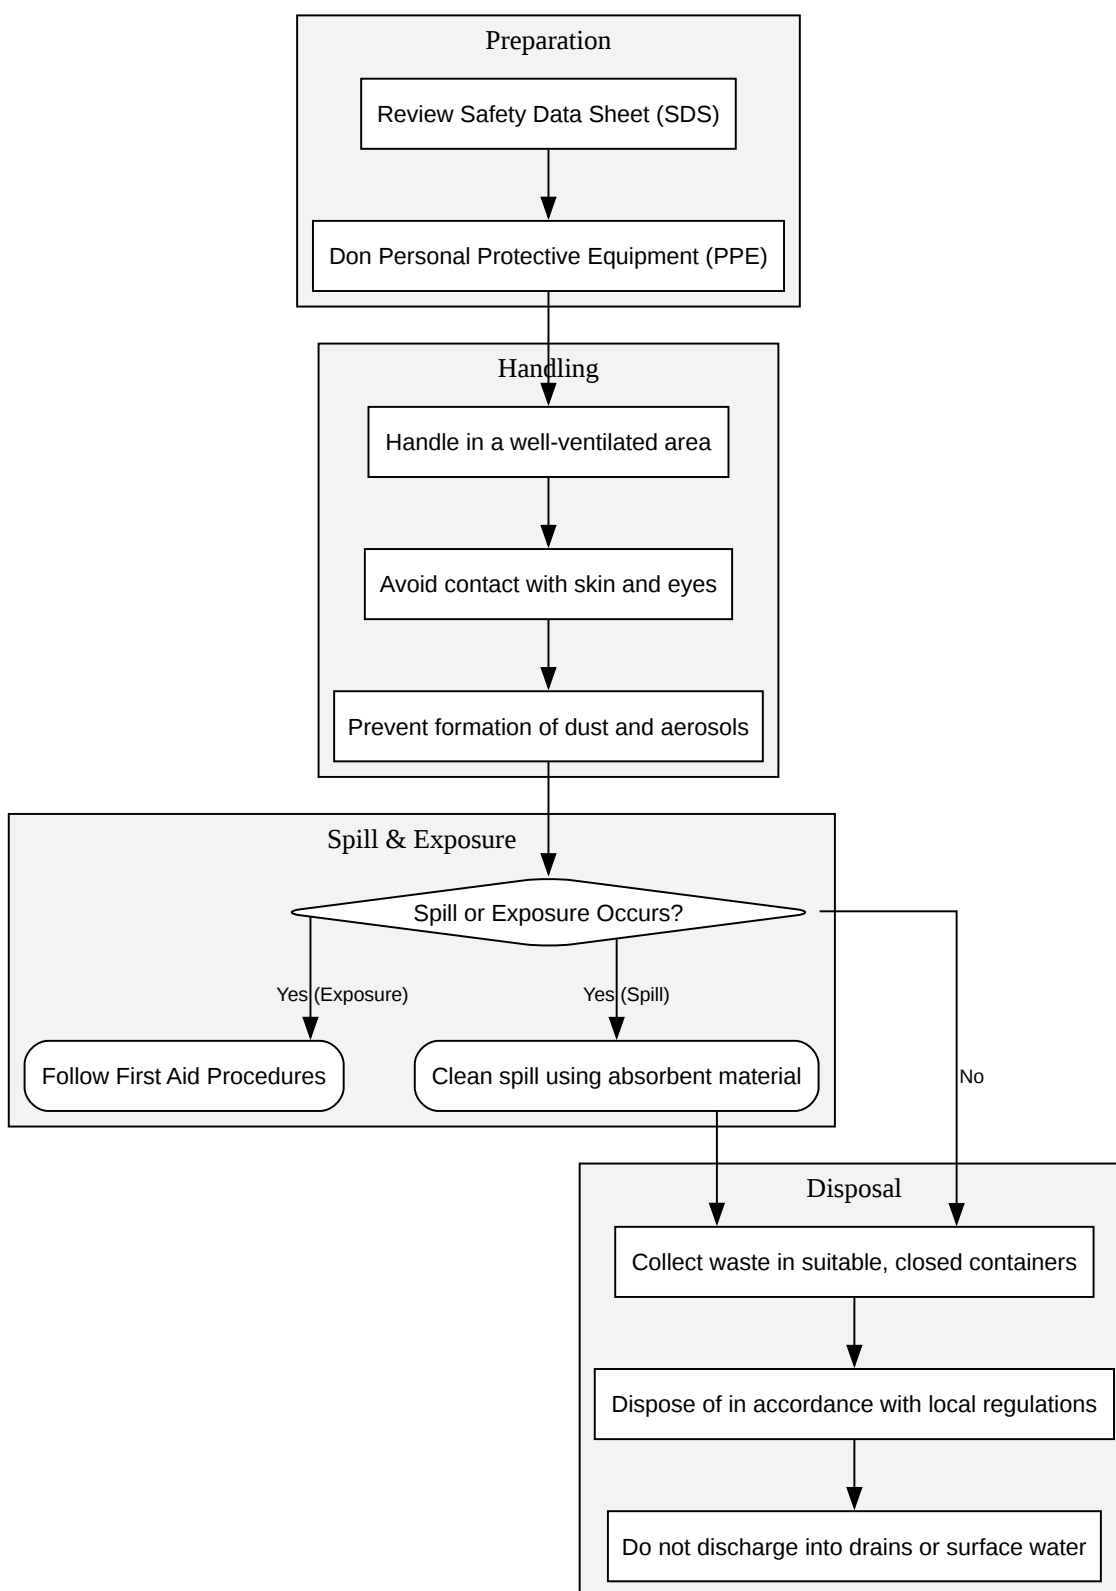 Preparation
Review Safety Data Sheet (SDS)
Don Personal Protective Equipment (PPE)
Handling
Handle in a well-ventilated area
Avoid contact with skin and eyes
Prevent formation of dust and aerosols
Spill & Exposure
Spill or Exposure Occurs?
Yes (Exposure)
Yes (Spill)
Follow First Aid Procedures
Clean spill using absorbent material
No
Disposal
Collect waste in suitable, closed containers
Dispose of in accordance with local regulations
Do not discharge into drains or surface water